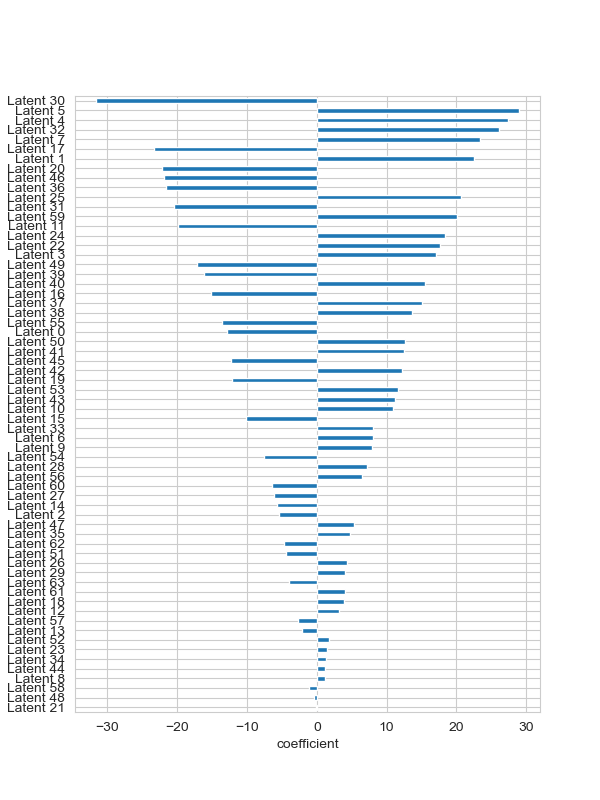 Latent 30
Latent 5
Latent 4
Latent 32
Latent 7
Latent 17
Latent 1
Latent 20
Latent 46
Latent 36
Latent 25
Latent 31
Latent 59
Latent 11
Latent 24
Latent 22
Latent 3
Latent 49
Latent 39
Latent 40
Latent 16
Latent 37
Latent 38
Latent 55
Latent 0
Latent 50
Latent 41
Latent 45
Latent 42
Latent 19
Latent 53
Latent 43
Latent 10
Latent 15
Latent 33
Latent 6
Latent 9
Latent 54
Latent 28
Latent 56
Latent 60
Latent 27
Latent 14
Latent 2
Latent 47
Latent 35
Latent 62
Latent 51
Latent 26
Latent 29
Latent 63
Latent 61
Latent 18
Latent 12
Latent 57
Latent 13
Latent 52
Latent 23
Latent 34
Latent 44
Latent 8
Latent 58
Latent 48
Latent 21
−30 −20 −10 0 10 20 30
coefficient